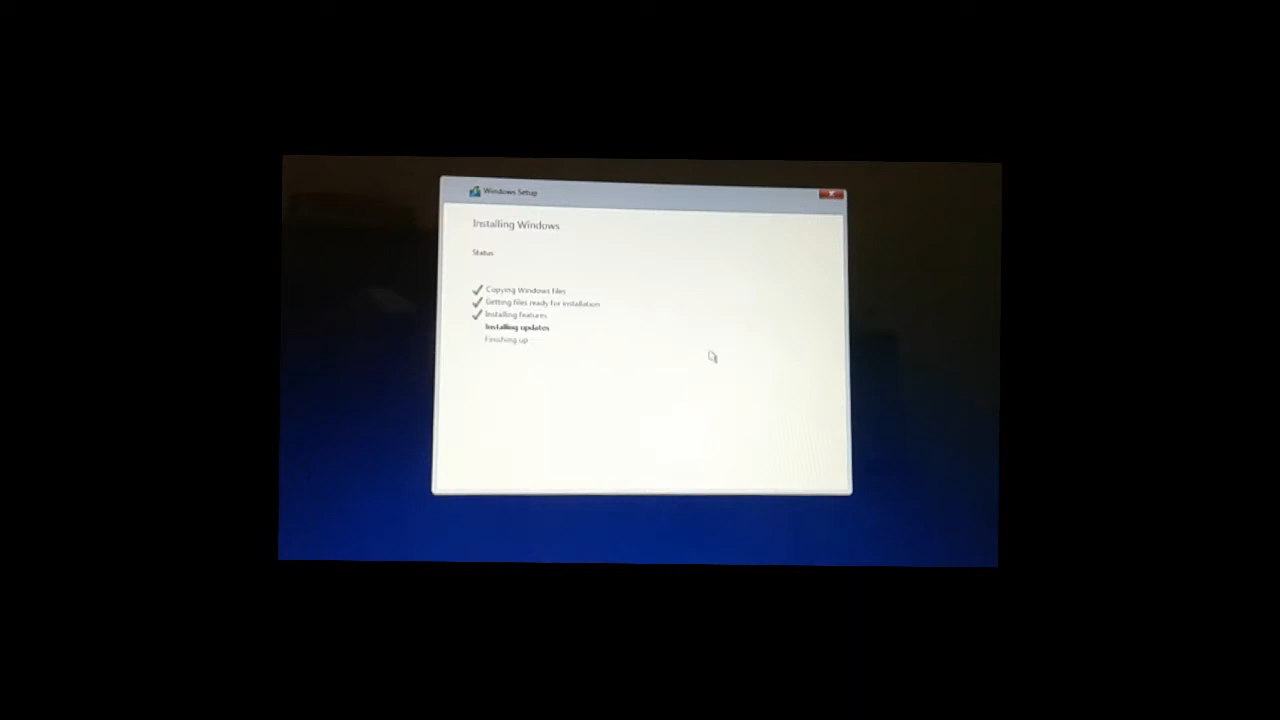 Windows Setup
Installing Windows
Status
Copying Windows files
Getting files ready for installation
Installing features
Installing updates
Finishing up